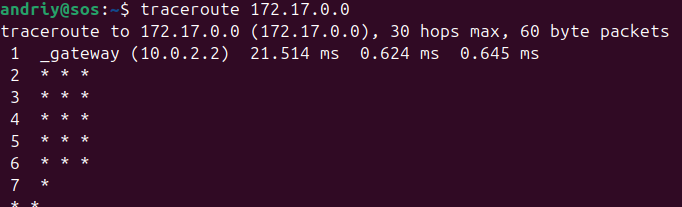 andriy@sos:~$ traceroute 172.17.0.0
traceroute to 172.17.0.0 (172.17.0.0), 30 hops max, 60 byte packets
 1  _gateway (10.0.2.2)  21.514 ms  0.624 ms  0.645 ms
 2  * * *
 3  * * *
 4  * * *
 5  * * *
 6  * * *
 7  *
 * *